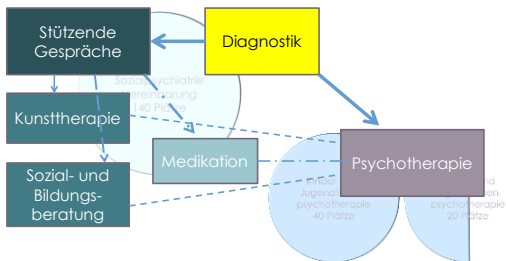 Stützende
Gespräche
Diagnostik
Sozialpsychiatrie
vereinbarung
140 Plätze
Kunsttherapie
Medikation
Psychotherapie
Sozial- und
Bildungs-
beratung
Kinder-
Jugend
psychotherapie
40 Plätze
psychotherapie
20 Plätze